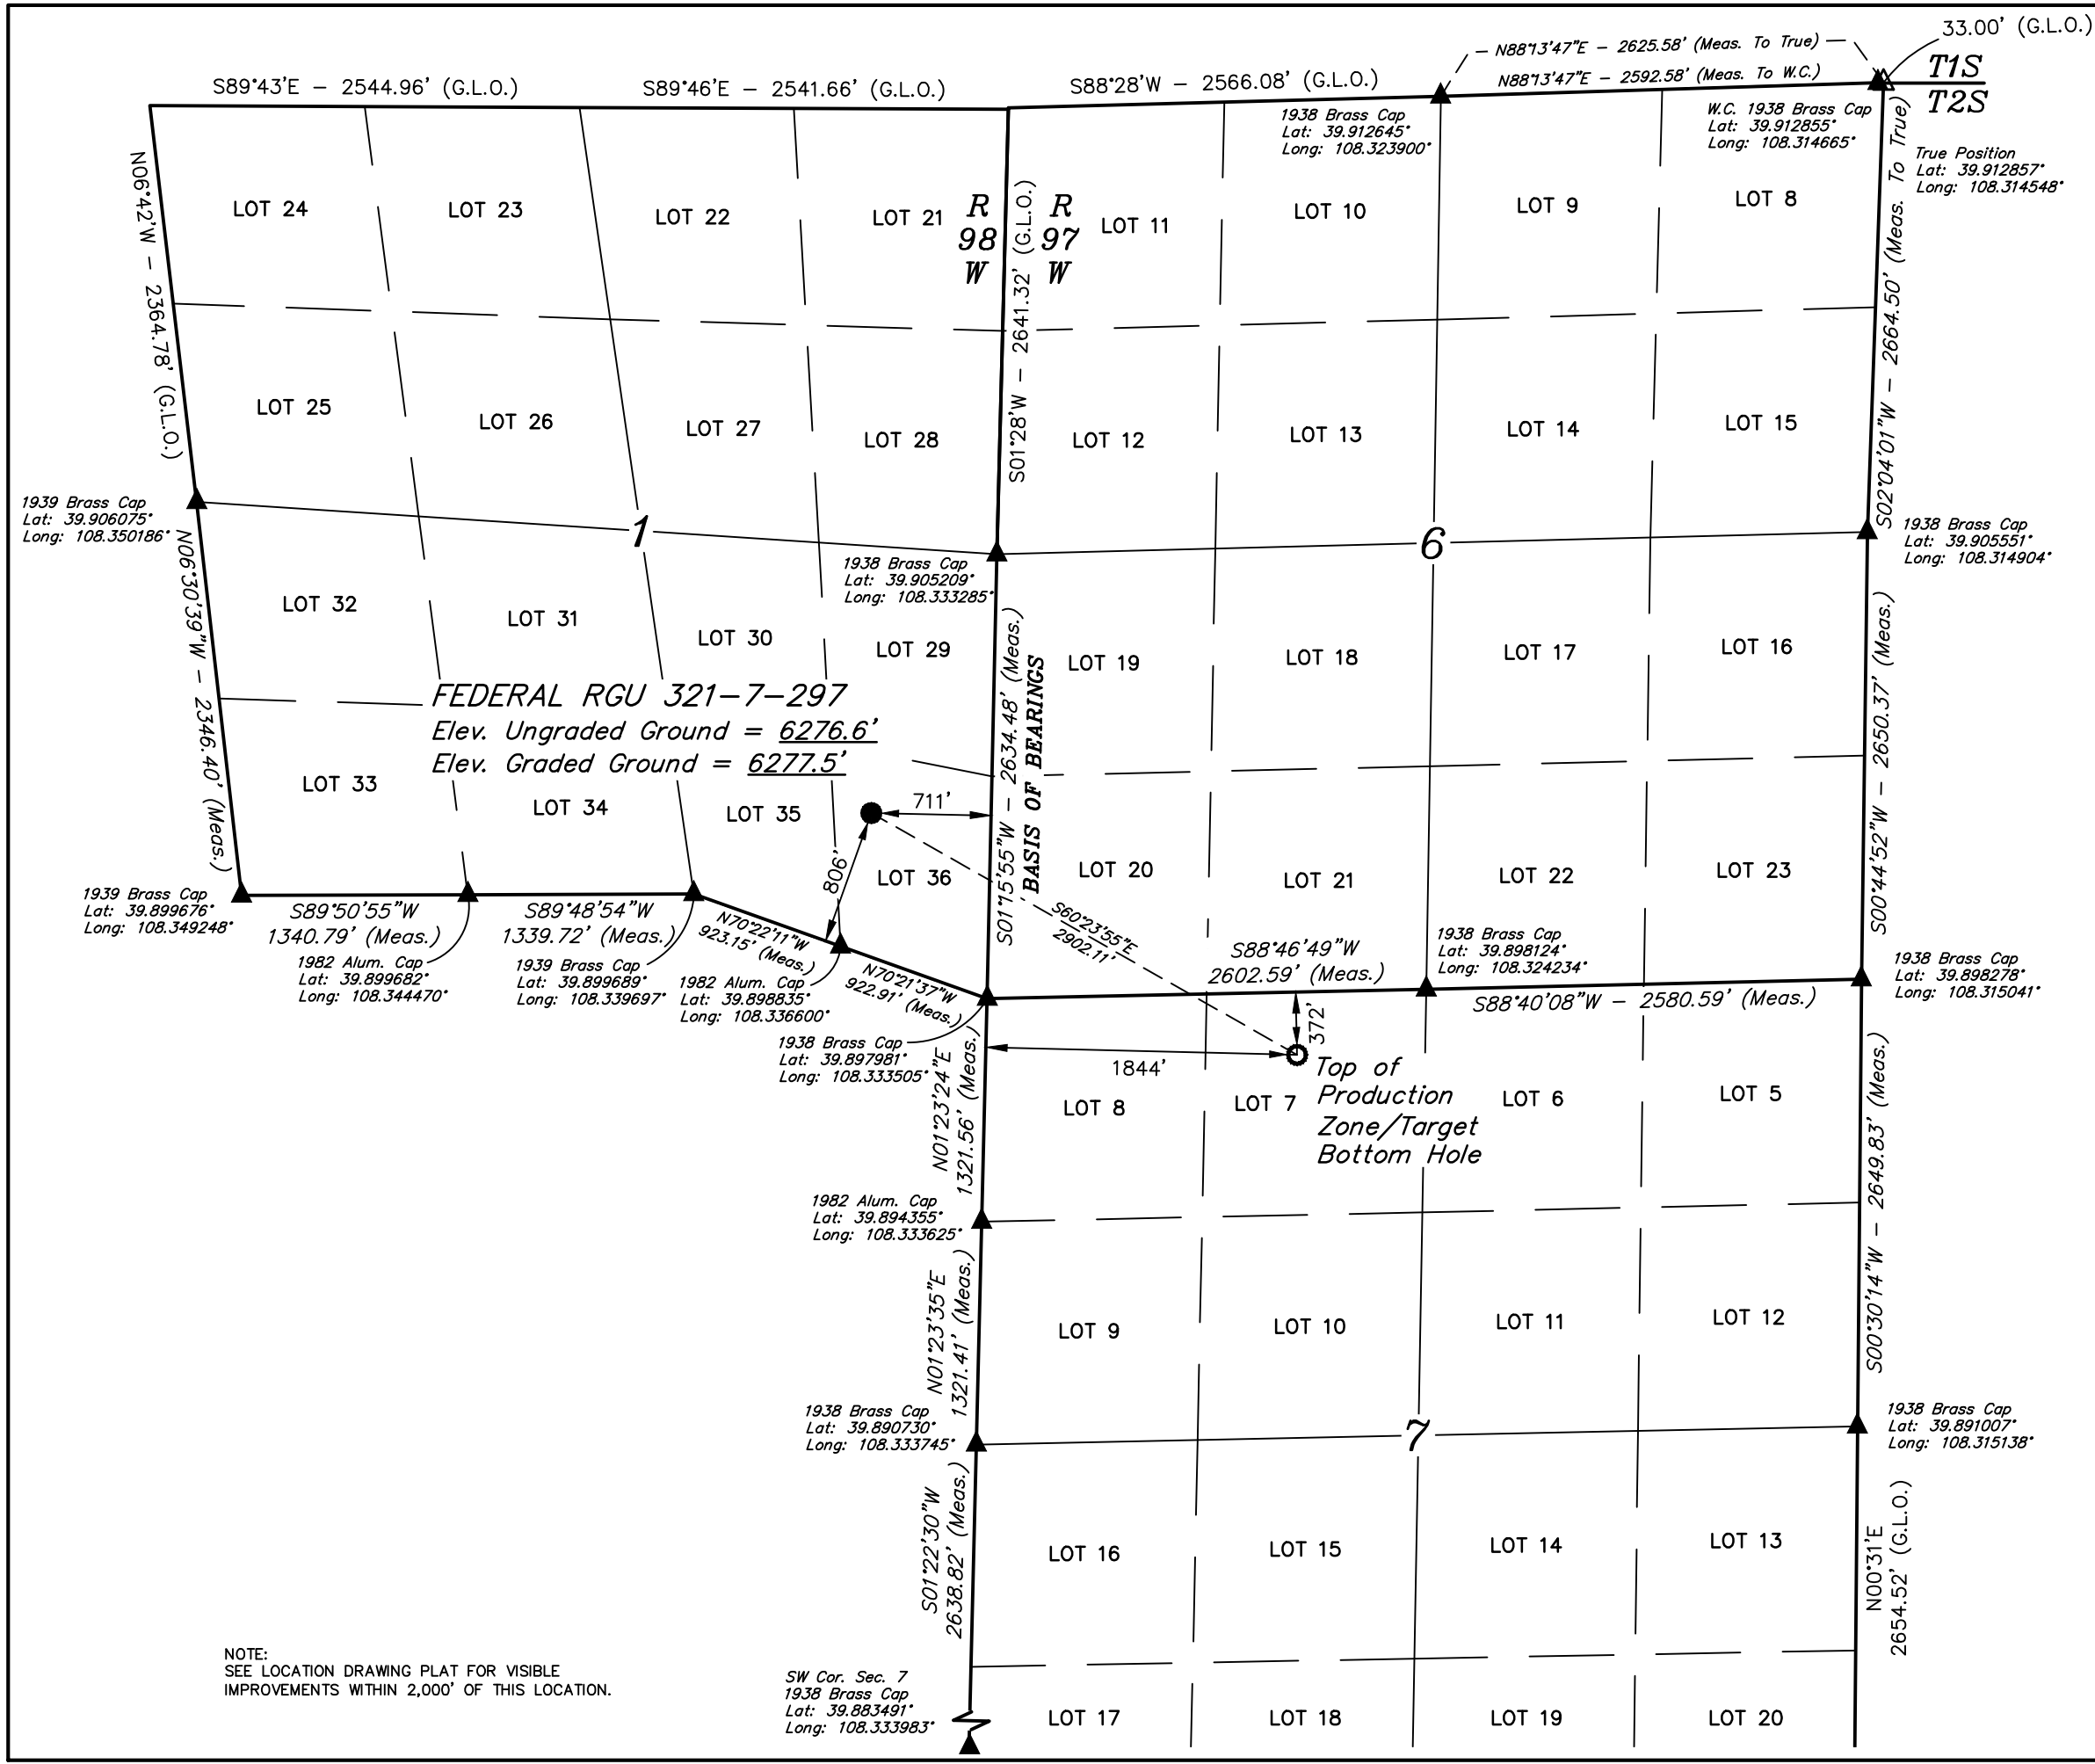 33.00' (G.L.O.)
N88°13'47"E - 2625.58' (Meas. To True)
S89°43'E - 2544.96' (G.L.O.)
S89°46'E - 2541.66' (G.L.O.)
S88°28'W - 2566.08' (G.L.O.)
N88°13'47"E - 2592.58' (Meas. To W.C.)
T1S
T2S
1938 Brass Cap
Lat: 39.912645°
Long: 108.323900°
W.C. 1938 Brass Cap
Lat: 39.912855°
Long: 108.314665°
True Position
Lat: 39.912857°
Long: 108.314548°
N06°42'W - 2364.78' (G.L.O.)
LOT 24
LOT 23
LOT 22
LOT 21
R
98
W
S01°28'W - 2641.32' (G.L.O.)
R
97
W
LOT 11
LOT 10
LOT 9
LOT 8
S02°04'01"W - 2664.50' (Meas. To True)
LOT 25
LOT 26
LOT 27
LOT 28
LOT 12
LOT 13
LOT 14
LOT 15
1939 Brass Cap
Lat: 39.906075°
Long: 108.350186°
1
6
1938 Brass Cap
Lat: 39.905209°
Long: 108.333285°
1938 Brass Cap
Lat: 39.905551°
Long: 108.314904°
N06°30'39"W - 2346.40' (Meas.)
LOT 32
LOT 31
LOT 30
LOT 29
S01°15'55"W - 2634.48' (Meas.)
BASIS OF BEARINGS
LOT 19
LOT 18
LOT 17
LOT 16
S00°44'52"W - 2650.37' (Meas.)
FEDERAL RGU 321-7-297
Elev. Ungraded Ground = 6276.6'
Elev. Graded Ground = 6277.5'
LOT 33
LOT 34
LOT 35
711'
806'
LOT 36
LOT 20
LOT 21
LOT 22
LOT 23
1939 Brass Cap
Lat: 39.899676°
Long: 108.349248°
S89°50'55"W
1340.79' (Meas.)
S89°48'54"W
1339.72' (Meas.)
N70°22'11"W
923.15' (Meas.)
N70°21'37"W
922.91' (Meas.)
S60°23'55"E
2902.11'
S88°46'49"W
2602.59' (Meas.)
1938 Brass Cap
Lat: 39.898124°
Long: 108.324234°
S88°40'08"W - 2580.59' (Meas.)
1938 Brass Cap
Lat: 39.898278°
Long: 108.315041°
1982 Alum. Cap
Lat: 39.899682°
Long: 108.344470°
1939 Brass Cap
Lat: 39.899689°
Long: 108.339697°
1982 Alum. Cap
Lat: 39.898835°
Long: 108.336600°
1938 Brass Cap
Lat: 39.897981°
Long: 108.333505°
372'
1844'
Top of
Production
Zone/Target
Bottom Hole
N01°23'24"E
1321.56' (Meas.)
LOT 8
LOT 7
LOT 6
LOT 5
S00°30'14"W - 2649.83' (Meas.)
1982 Alum. Cap
Lat: 39.894355°
Long: 108.333625°
N01°23'35"E
1321.41' (Meas.)
LOT 9
LOT 10
LOT 11
LOT 12
1938 Brass Cap
Lat: 39.890730°
Long: 108.333745°
7
1938 Brass Cap
Lat: 39.891007°
Long: 108.315138°
S01°22'30"W
2638.82' (Meas.)
LOT 16
LOT 15
LOT 14
LOT 13
N00°31'E
2654.52' (G.L.O.)
NOTE:
SEE LOCATION DRAWING PLAT FOR VISIBLE
IMPROVEMENTS WITHIN 2,000' OF THIS LOCATION.
SW Cor. Sec. 7
1938 Brass Cap
Lat: 39.883491°
Long: 108.333983°
LOT 17
LOT 18
LOT 19
LOT 20